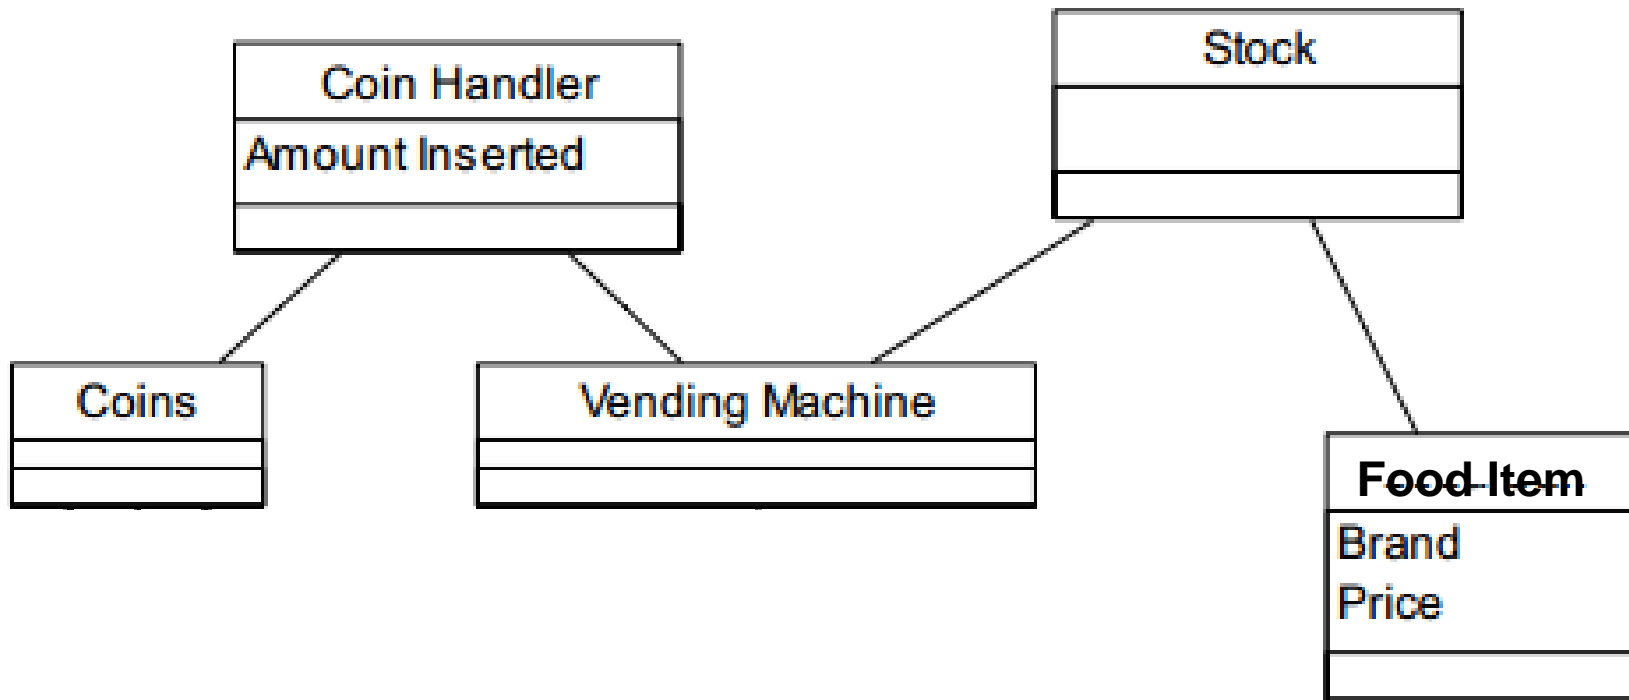 Stock
Coin Handler
Amount Inserted
Coins
Vending Machine
Food Item
Brand
Price